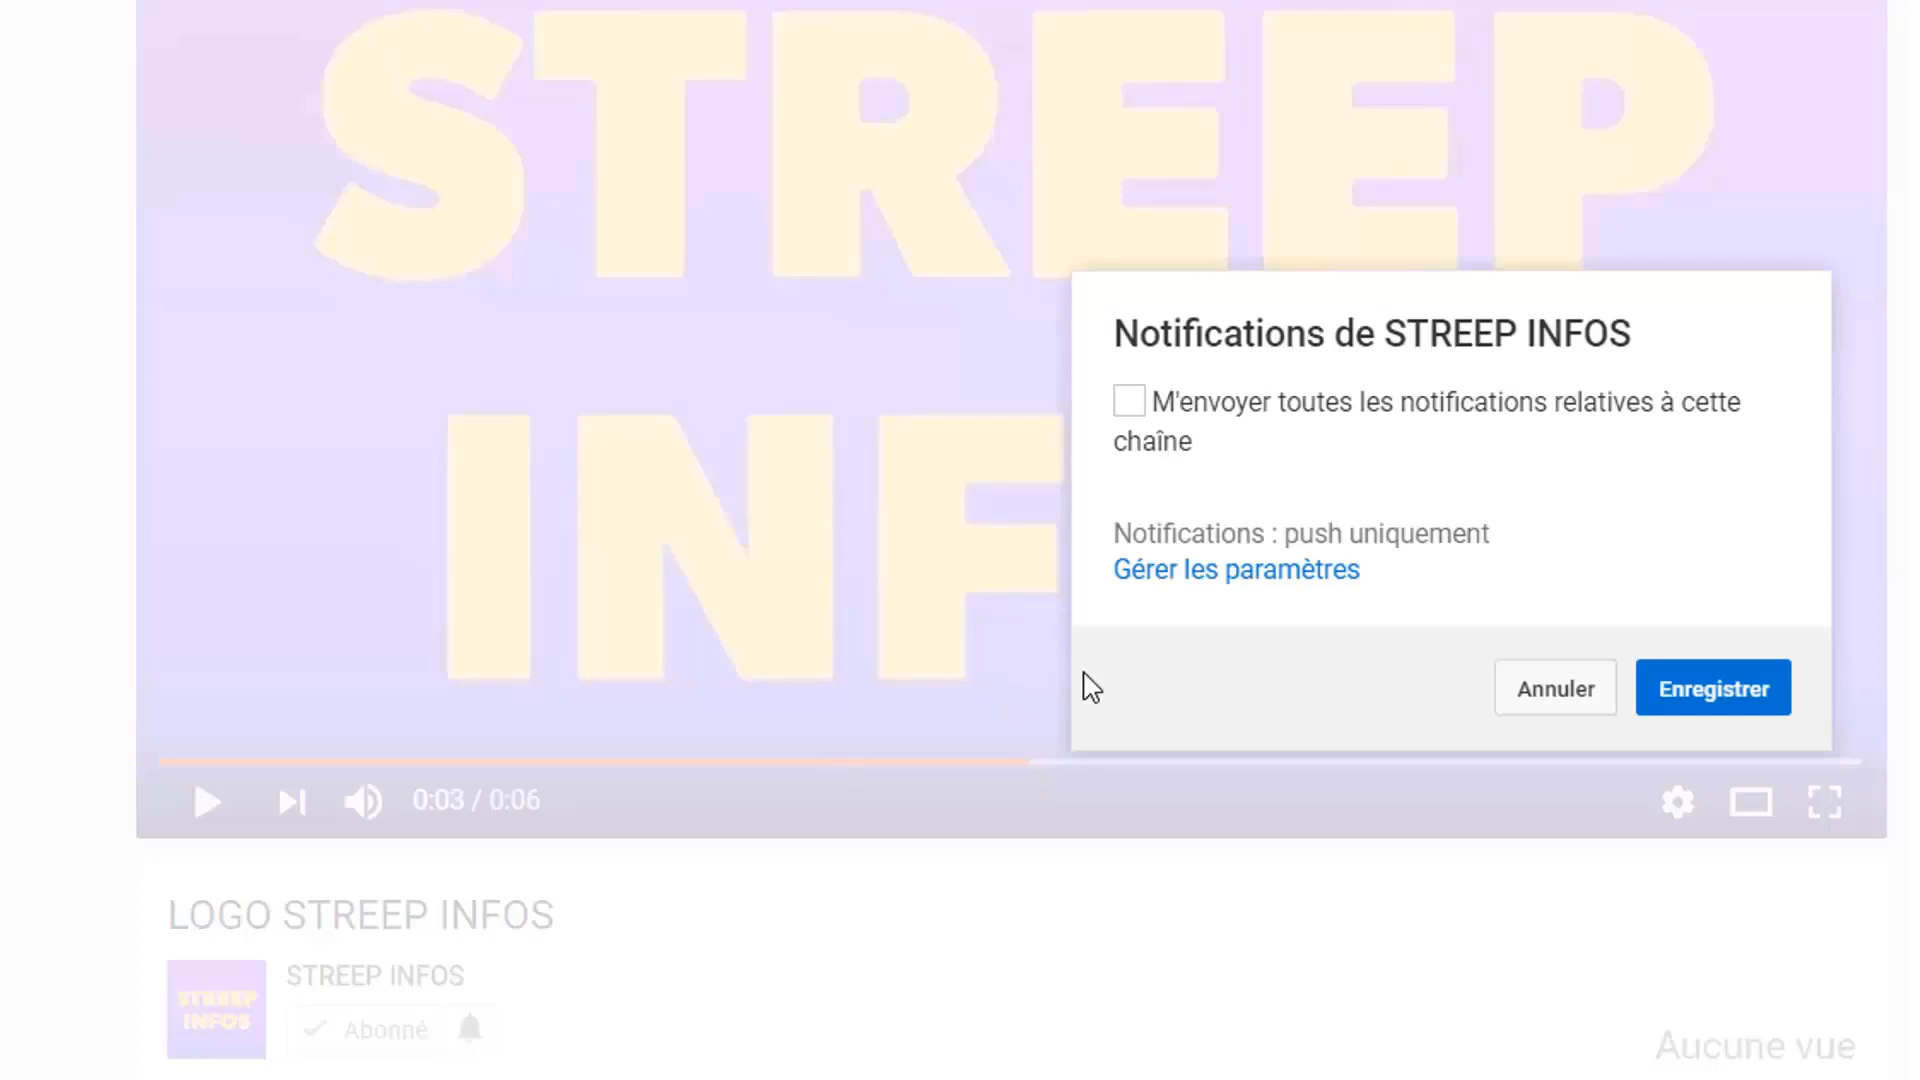 STREEP
INF
Notifications de STREEP INFOS
M'envoyer toutes les notifications relatives à cette
chaîne
Notifications : push uniquement
Gérer les paramètres
Annuler
Enregistrer
0:03 / 0:06
LOGO STREEP INFOS
STREEP INFOS
STREEP
INFOS
Abonné
Aucune vue